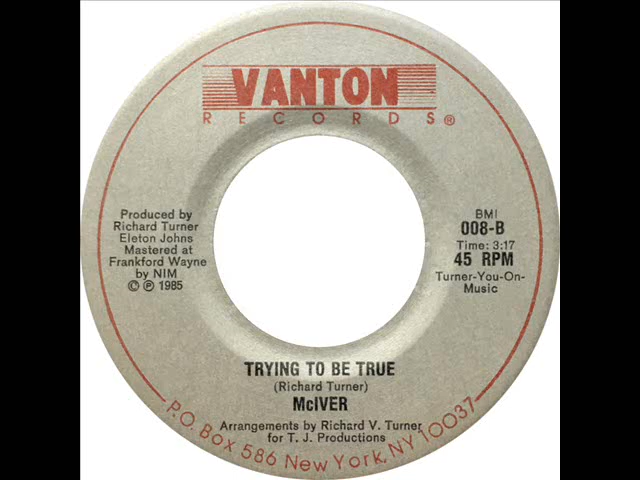 VANTON
RECORDS®
Produced by
Richard Turner
Eleton Johns
Mastered at
Frankford Wayne
by NIM
© ℗ 1985
BMI
008-B
Time: 3:17
45 RPM
Turner-You-On-
Music
TRYING TO BE TRUE
(Richard Turner)
McIVER
Arrangements by Richard V. Turner
for T. J. Productions
P.O. Box 586 New York, NY 10037